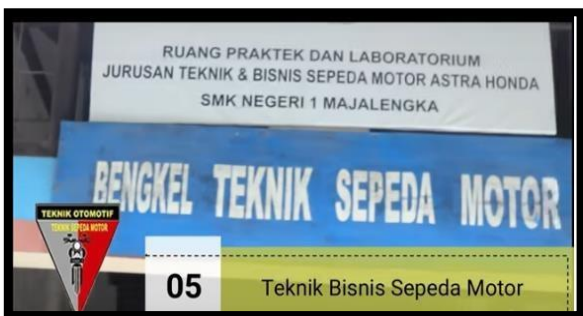 RUANG PRAKTEK DAN LABORATORIUM
JURUSAN TEKNIK & BISNIS SEPEDA MOTOR ASTRA HONDA
SMK NEGERI 1 MAJALENGKA
BENGKEL TEKNIK SEPEDA MOTOR
TEKNIK OTOMOTIF
TEKNIK SEPEDA MOTOR
05
Teknik Bisnis Sepeda Motor